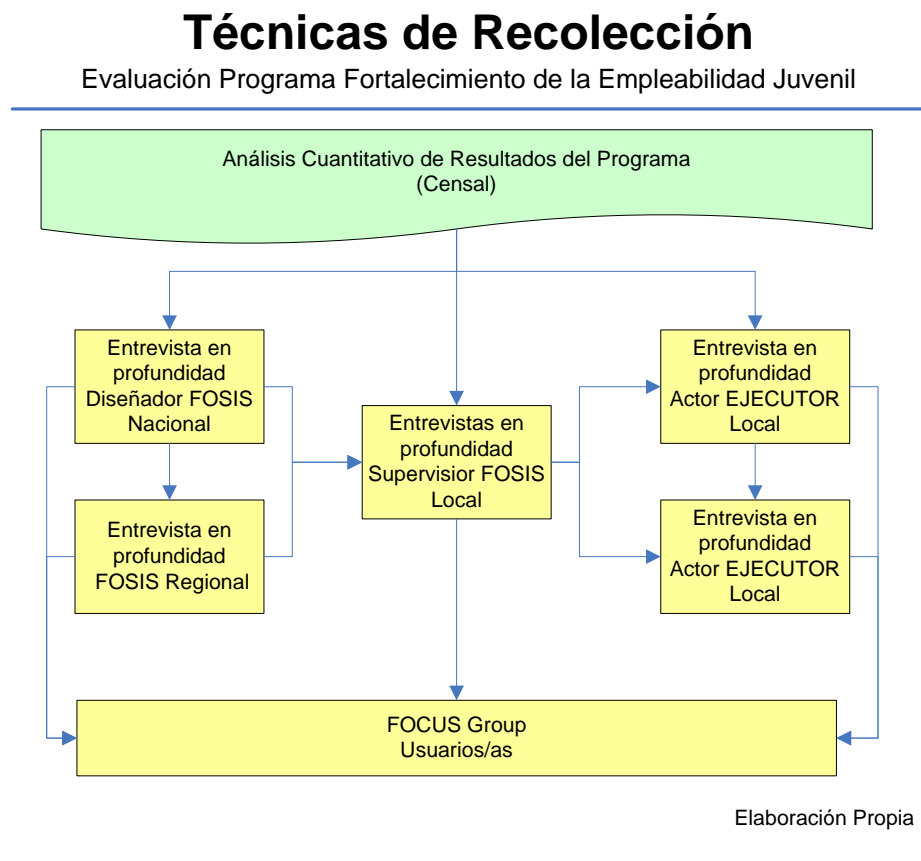 Técnicas de Recolección
Evaluación Programa Fortalecimiento de la Empleabilidad Juvenil
Análisis Cuantitativo de Resultados del Programa
(Censal)
Entrevista en
profundidad
Diseñador FOSIS
Nacional
Entrevista en
profundidad
Actor EJECUTOR
Local
Entrevistas en
profundidad
Supervisior FOSIS
Local
Entrevista en
profundidad
FOSIS Regional
Entrevista en
profundidad
Actor EJECUTOR
Local
FOCUS Group
Usuarios/as
Elaboración Propia